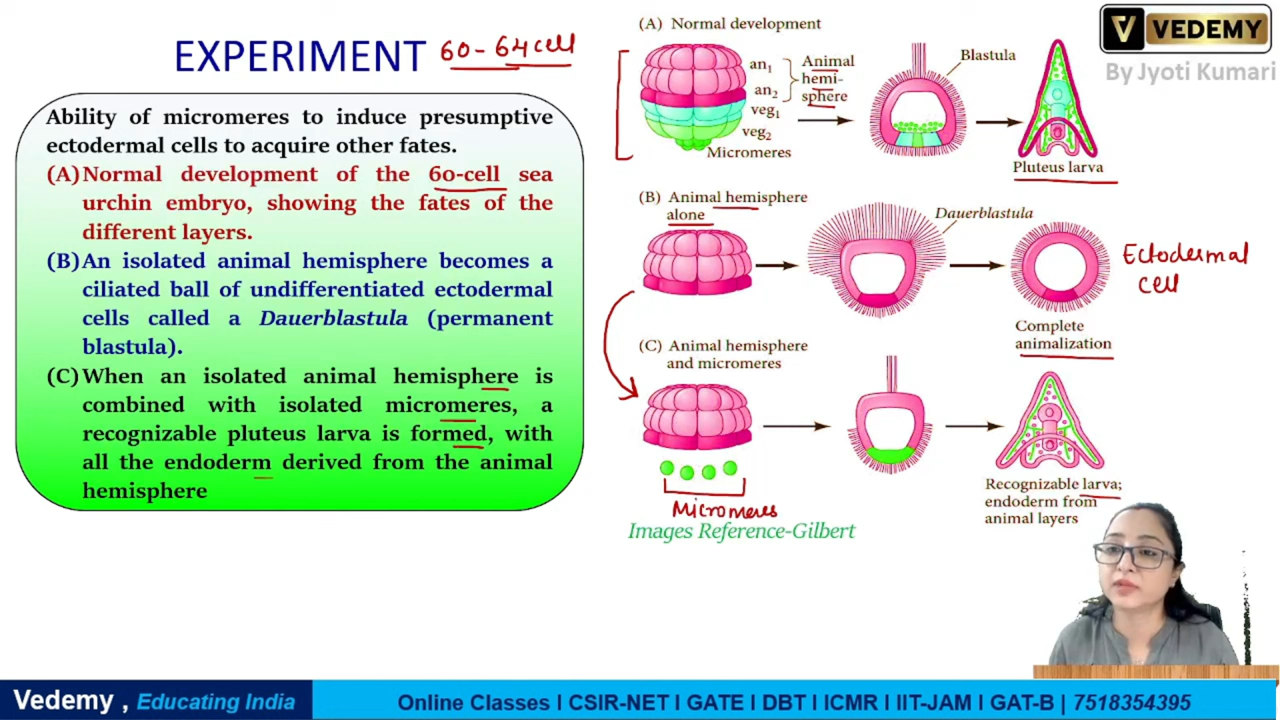 EXPERIMENT 60-64 cell
Ability of micromeres to induce presumptive
ectodermal cells to acquire other fates.
(A) Normal development of the 60-cell sea
urchin embryo, showing the fates of the
different layers.
(B) An isolated animal hemisphere becomes a
ciliated ball of undifferentiated ectodermal
cells called a Dauerblastula (permanent
blastula).
(C) When an isolated animal hemisphere is
combined with isolated micromeres, a
recognizable pluteus larva is formed, with
all the endoderm derived from the animal
hemisphere
(A) Normal development
an1
an2
Animal
hemi-
sphere
veg1
veg2
Micromeres
Blastula
Pluteus larva
(B) Animal hemisphere
alone
Dauerblastula
Complete
animalization
Ectodermal
cell
(C) Animal hemisphere
and micromeres
Micromeres
Recognizable larva;
endoderm from
animal layers
Images Reference-Gilbert
V VEDEMY
By Jyoti Kumari
Vedemy , Educating India
Online Classes I CSIR-NET I GATE I DBT I ICMR I IIT-JAM I GAT-B | 7518354395